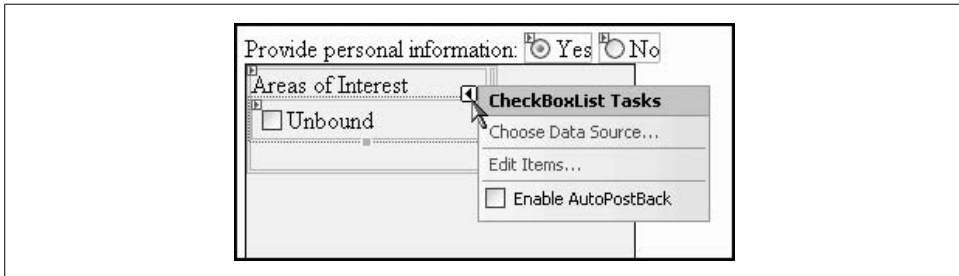 Provide personal information: Yes No
Areas of Interest
Unbound
CheckBoxList Tasks
Choose Data Source...
Edit Items...
Enable AutoPostBack